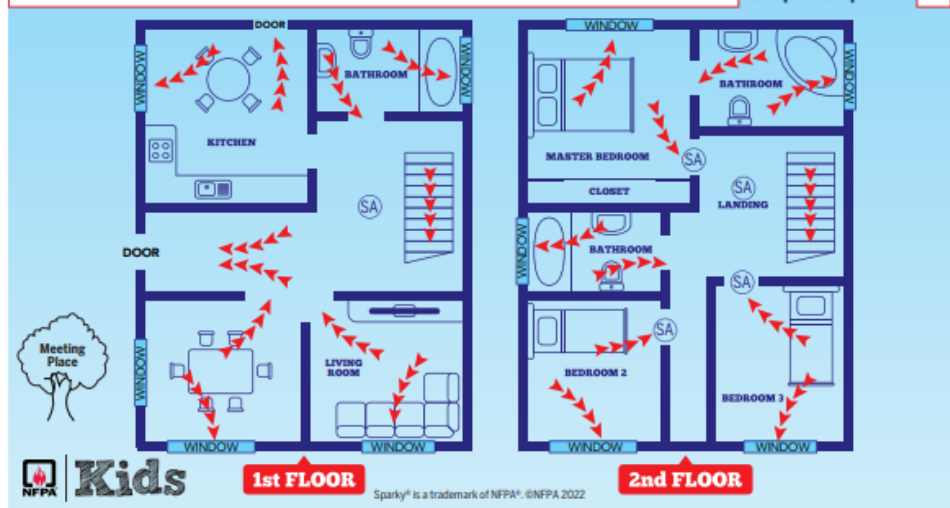 DOOR
WINDOW
BATHROOM
WINDOW
KITCHEN
SA
DOOR
Meeting
Place
WINDOW
LIVING
ROOM
WINDOW
WINDOW
1st FLOOR
WINDOW
BATHROOM
WINDOW
MASTER BEDROOM
SA
CLOSET
SA
LANDING
WINDOW
BATHROOM
SA
SA
BEDROOM 2
BEDROOM 3
WINDOW
WINDOW
2nd FLOOR
NFPA
Kids
Sparky® is a trademark of NFPA®. ©NFPA 2022